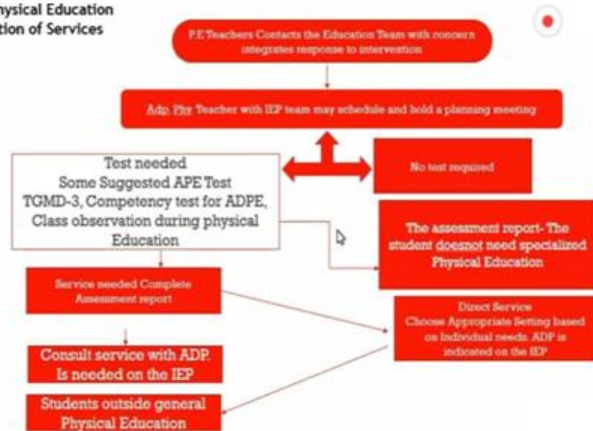 hysical Education
tion of Services
P.E Teachers Contacts the Education Team with concern
integrates response to intervention
Adp. Phy. Teacher with IEP team may schedule and hold a planning meeting
Test needed
Some Suggested APE Test
TGMD-3, Competency test for ADPE,
Class observation during physical
Education
No test required
The assessment report- The
student doesnot need specialized
Physical Education
Service needed Complete
Assessment report
Direct Service
Choose Appropriate Setting based
on Individual needs. ADP is
indicated on the IEP
Consult service with ADP.
Is needed on the IEP
Students outside general
Physical Education